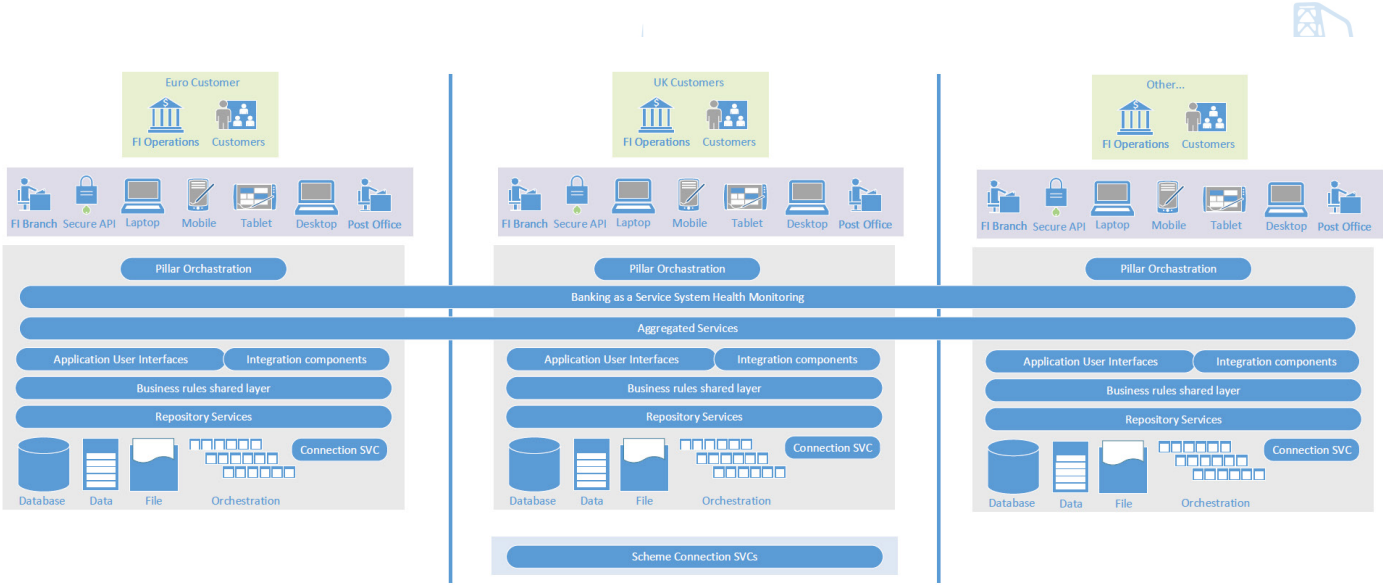 Euro Customer
FI Operations Customers
FI Branch Secure API Laptop Mobile Tablet Desktop Post Office
UK Customers
FI Operations Customers
FI Branch Secure API Laptop Mobile Tablet Desktop Post Office
Other...
FI Operations Customers
FI Branch Secure API Laptop Mobile Tablet Desktop Post Office
Pillar Orchastration
Pillar Orchastration
Pillar Orchastration
Banking as a Service System Health Monitoring
Aggregated Services
Application User Interfaces Integration components
Business rules shared layer
Repository Services
Connection SVC
Database Data File Orchestration
Application User Interfaces Integration components
Business rules shared layer
Repository Services
Connection SVC
Database Data File Orchestration
Application User Interfaces Integration components
Business rules shared layer
Repository Services
Connection SVC
Database Data File Orchestration
Scheme Connection SVCs